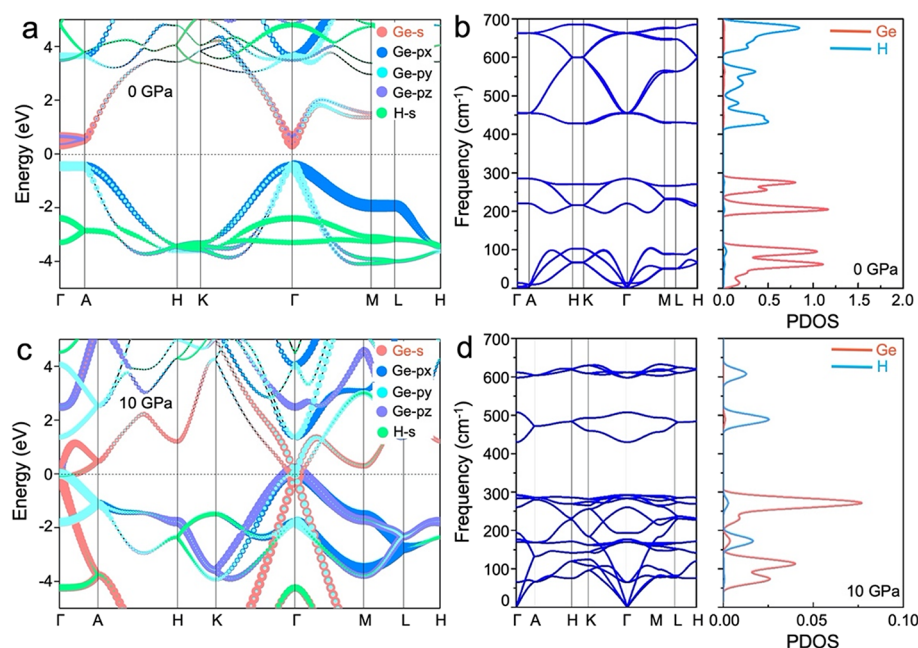 a
Energy (eV)
4
2
0
-2
-4
0 GPa
Ge-s
Ge-px
Ge-py
Ge-pz
H-s
Γ A H K Γ M L H
b
Frequency (cm-1)
700
600
500
400
300
200
100
0
Γ A H K Γ M L H
Ge
H
0 GPa
0.0 0.5 1.0 1.5 2.0
PDOS
c
Energy (eV)
4
2
0
-2
-4
10 GPa
Ge-s
Ge-px
Ge-py
Ge-pz
H-s
Γ A H K Γ M L H
d
Frequency (cm-1)
700
600
500
400
300
200
100
0
Γ A H K Γ M L H
Ge
H
10 GPa
0.00 0.05 0.10
PDOS